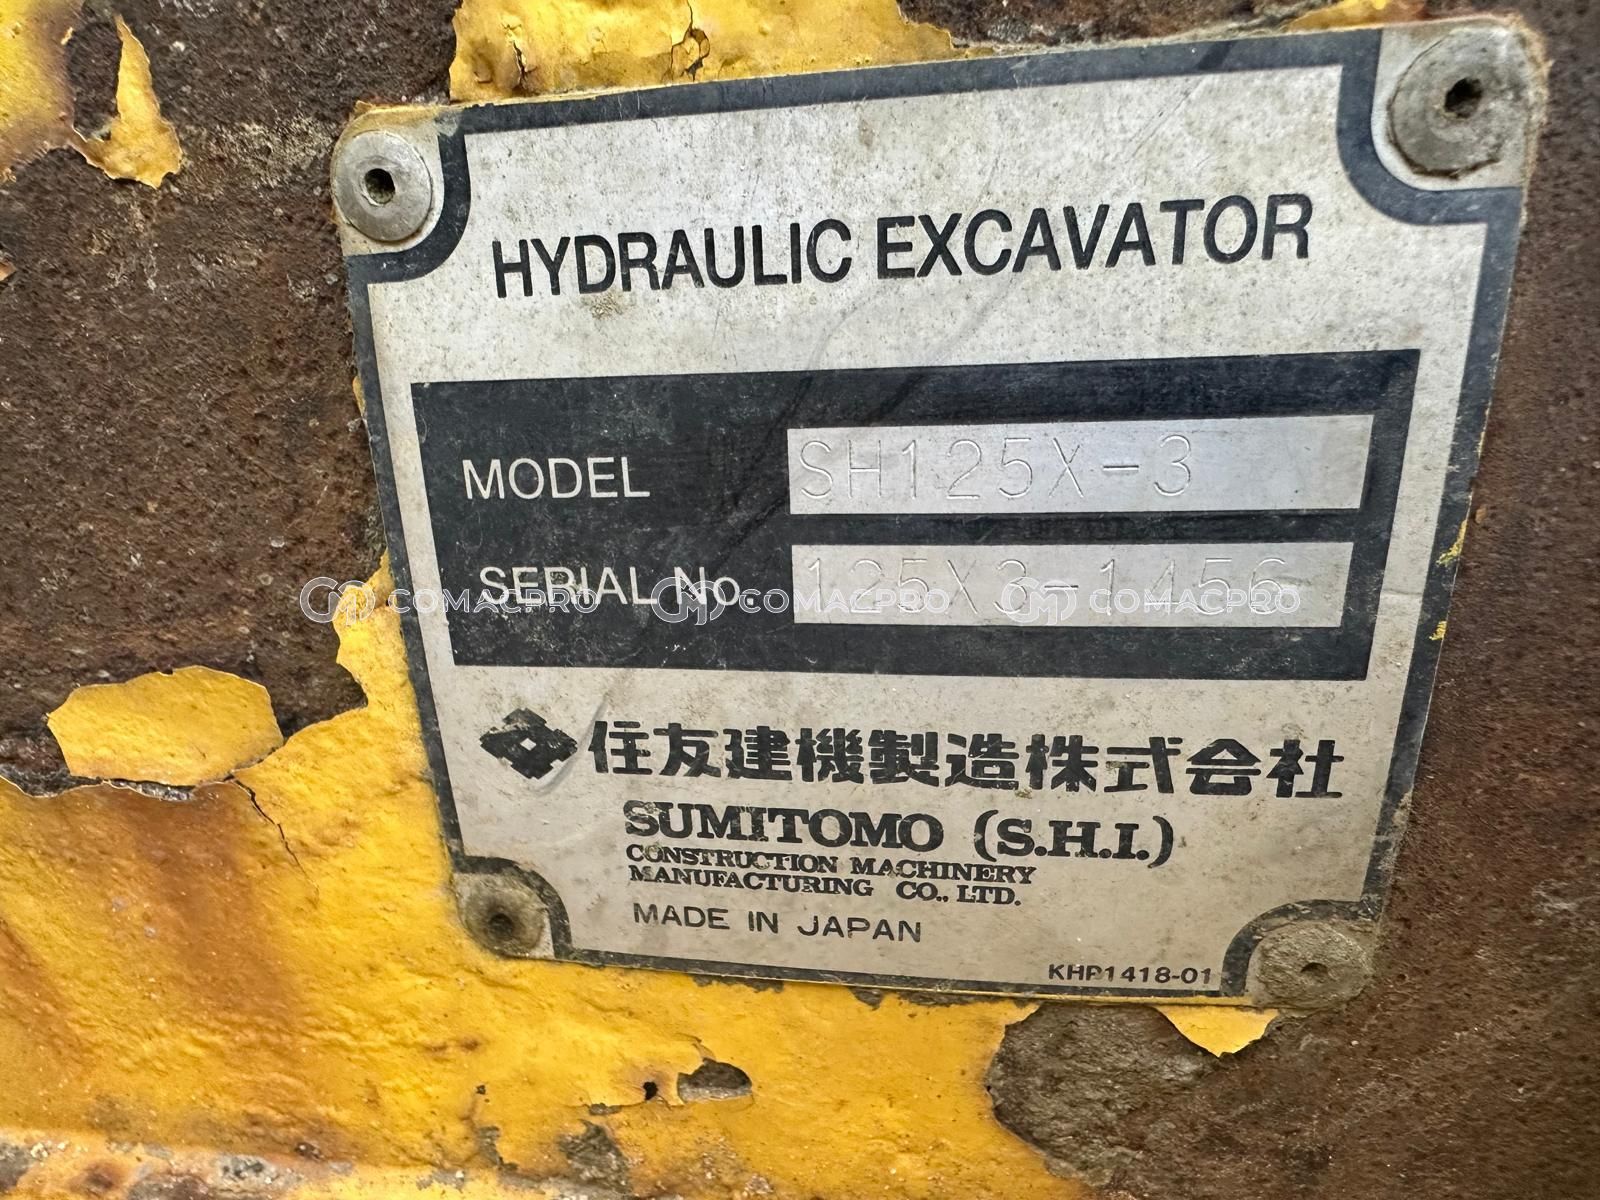 HYDRAULIC EXCAVATOR
MODEL SH125X-3
SERIAL No. 125X3-1456
COMACPRO COMACPRO COMACPRO
住友建機製造株式会社
SUMITOMO (S.H.I.)
CONSTRUCTION MACHINERY
MANUFACTURING CO., LTD.
MADE IN JAPAN
KHP1418-01